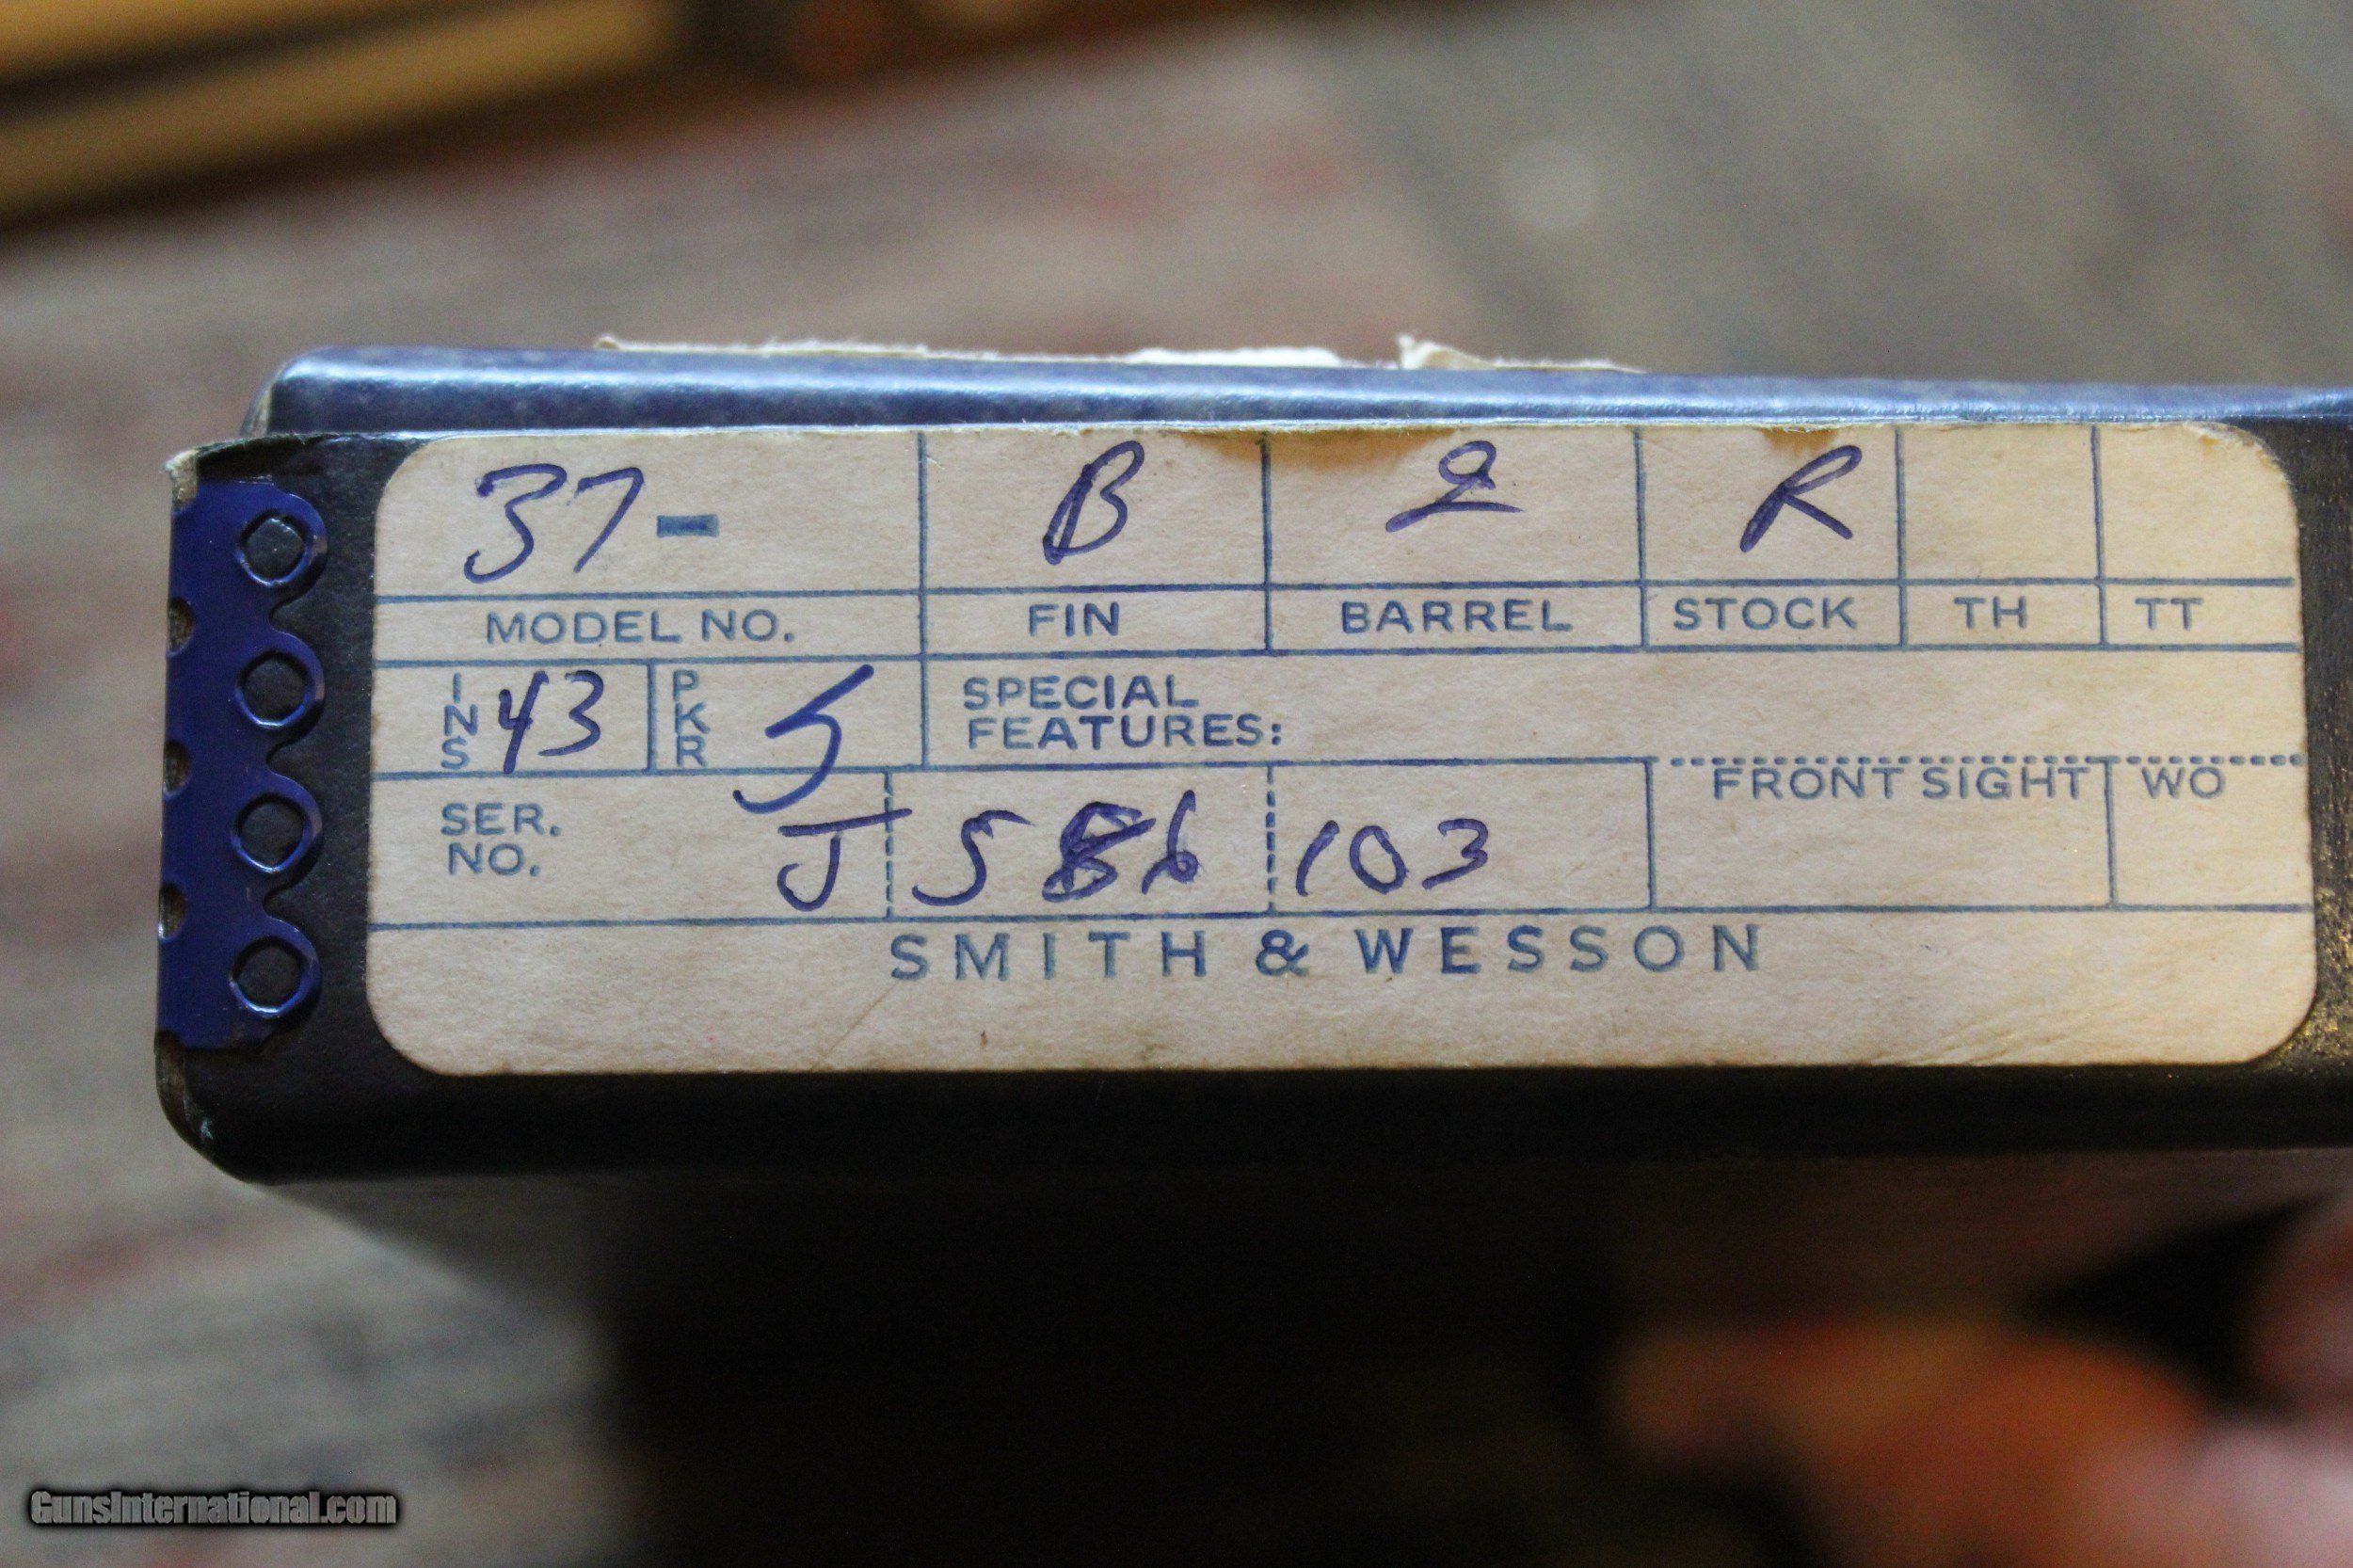 37- B 2 R
MODEL NO. FIN BARREL STOCK TH TT
INS 43 PKR 5 SPECIAL
FEATURES:
FRONT SIGHT WO
SER. NO. J 586 103
SMITH & WESSON
GunsInternational.com